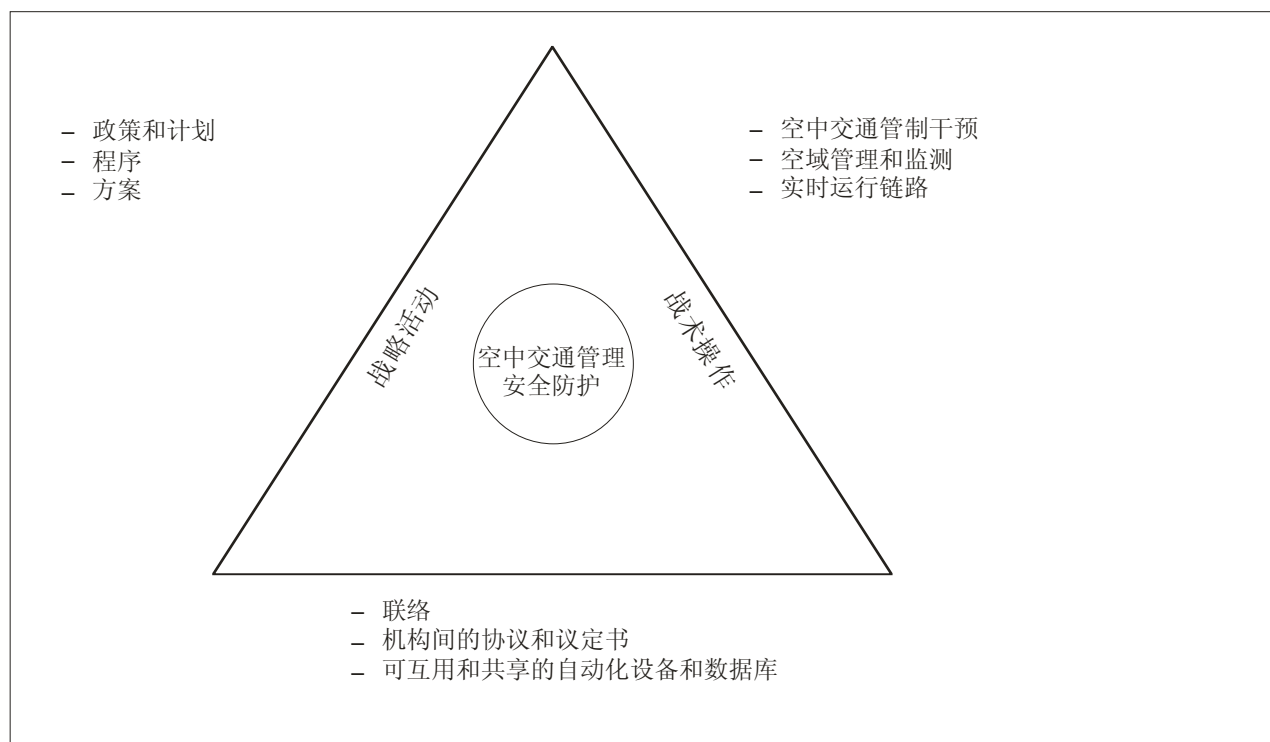 – 政策和计划
– 程序
– 方案
– 空中交通管制干预
– 空域管理和监测
– 实时运行链路
战略活动
战术操作
空中交通管理
安全防护
– 联络
– 机构间的协议和议定书
– 可互用和共享的自动化设备和数据库